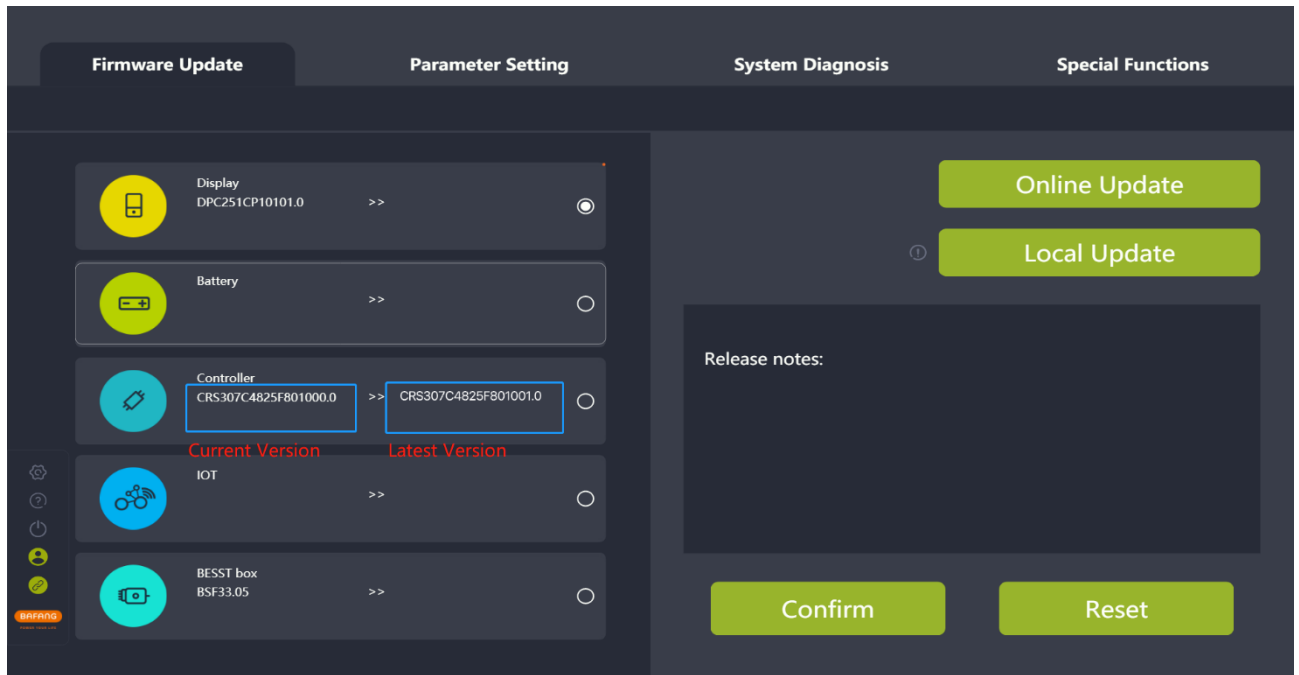 Firmware Update
Parameter Setting
System Diagnosis
Special Functions
Display
DPC251CP10101.0 >>
Battery
>>
Controller
CRS307C4825F801000.0 >> CRS307C4825F801001.0
Current Version Latest Version
IOT
>>
BESST box
BSF33.05 >>
BAFANG
Online Update
Local Update
Release notes:
Confirm
Reset